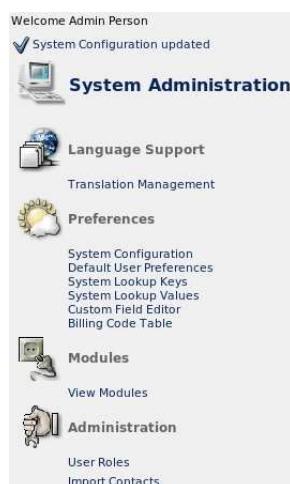 Welcome Admin Person
System Configuration updated
System Administration
Language Support
Translation Management
Preferences
System Configuration
Default User Preferences
System Lookup Keys
System Lookup Values
Custom Field Editor
Billing Code Table
Modules
View Modules
Administration
User Roles
Import Contacts